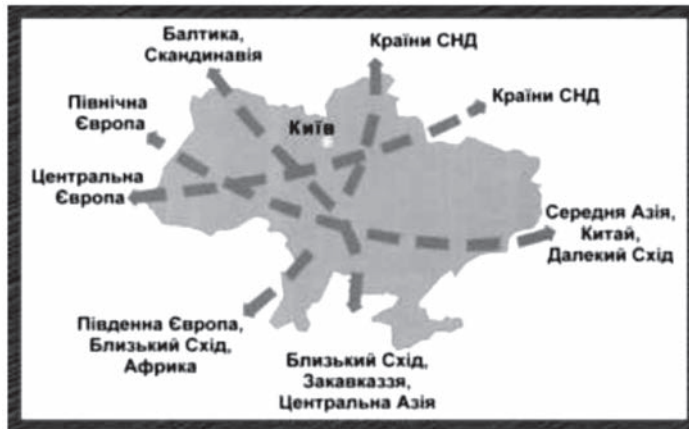 Балтика,
Скандинавія
Країни СНД
Північна
Європа
Країни СНД
Київ
Центральна
Європа
Середня Азія,
Китай,
Далекий Схід
Південна Європа,
Близький Схід,
Африка
Близький Схід,
Закавказзя,
Центральна Азія